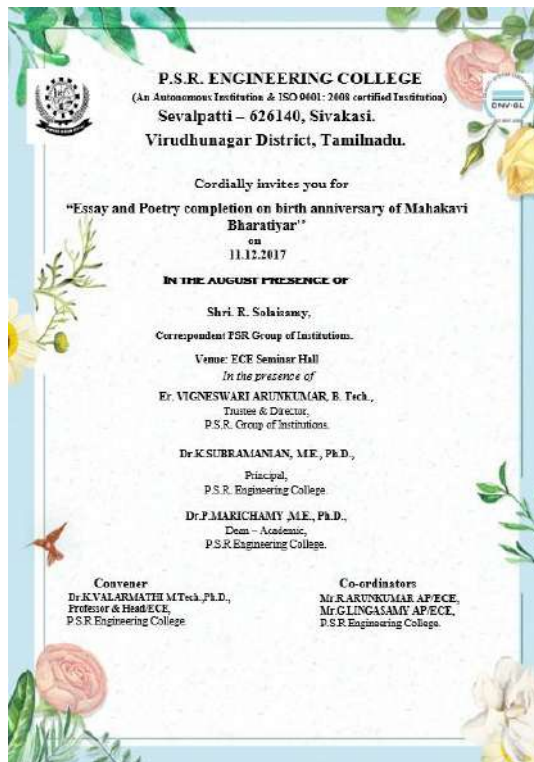 P.S.R. ENGINEERING COLLEGE
(An Autonomous Institution & ISO 9001: 2008 certified Institution)
DNV·GL
Sevalpatti – 626140, Sivakasi.
Virudhunagar District, Tamilnadu.
Cordially invites you for
“Essay and Poetry completion on birth anniversary of Mahakavi
Bharatiyar"
on
11.12.2017
IN THE AUGUST PRESENCE OF
Shri. R. Solaisamy,
Correspondent PSR Group of Institutions.
Venue: ECE Seminar Hall
In the presence of
Er. VIGNESWARI ARUNKUMAR, B. Tech.,
Trustee & Director,
P.S.R. Group of Institutions.
Dr.K.SUBRAMANIAN, M.E., Ph.D.,
Principal,
P.S.R. Engineering College.
Dr.P.MARICHAMY ,M.E., Ph.D.,
Dean – Academic,
P.S.R.Engineering College.
Convener
Dr.K.VALARMATHI M.Tech.,Ph.D.,
Professor & Head/ECE,
P.S.R.Engineering College.
Co-ordinators
Mr.R.ARUNKUMAR AP/ECE,
Mr.G.LINGASAMY AP/ECE,
P.S.R Engineering College.